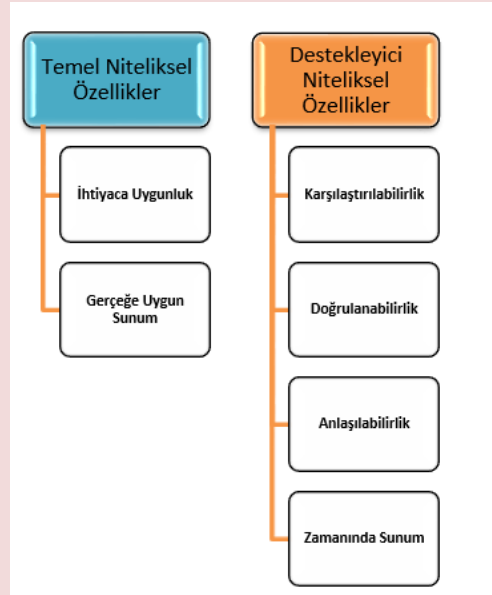 Temel Niteliksel
Özellikler
İhtiyaca Uygunluk
Gerçeğe Uygun
Sunum
Destekleyici
Niteliksel
Özellikler
Karşılaştırılabilirlik
Doğrulanabilirlik
Anlaşılabilirlik
Zamanında Sunum